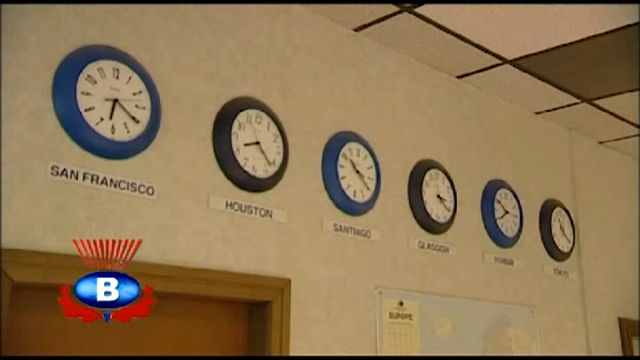 SAN FRANCISCO
HOUSTON
SANTIAGO
GLASGOW
TOKYO
B
EUROPE